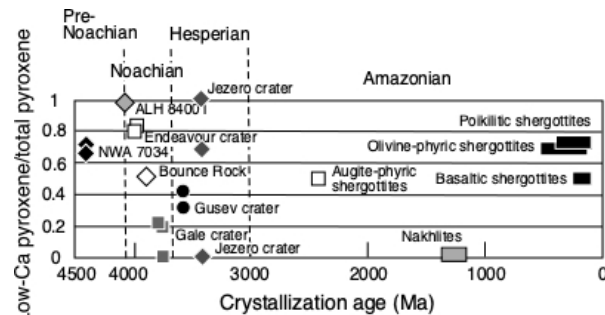 Pre-
Noachian
Hesperian
Noachian
Amazonian
Jezero crater
ALH 84001
Endeavour crater
NWA 7034
Bounce Rock
Gusev crater
Gale crater
Jezero crater
Augite-phyric
shergottites
Poikilitic shergottites
Olivine-phyric shergottites
Basaltic shergottites
Nakhlites
Low-Ca pyroxene/total pyroxene
1
0.8
0.6
0.4
0.2
0
4500
4000
3000
2000
1000
0
Crystallization age (Ma)